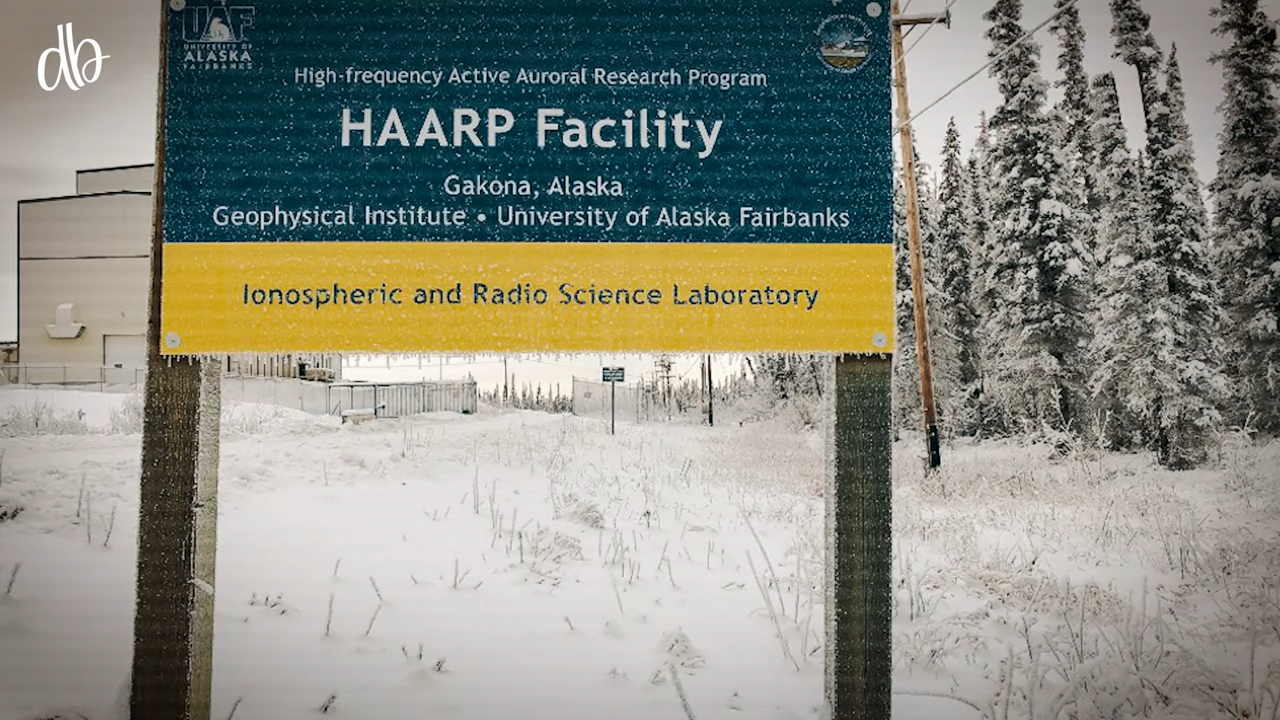 db
UAF
UNIVERSITY OF
ALASKA
FAIRBANKS
High-frequency Active Auroral Research Program
HAARP Facility
Gakona, Alaska
Geophysical Institute • University of Alaska Fairbanks
Ionospheric and Radio Science Laboratory